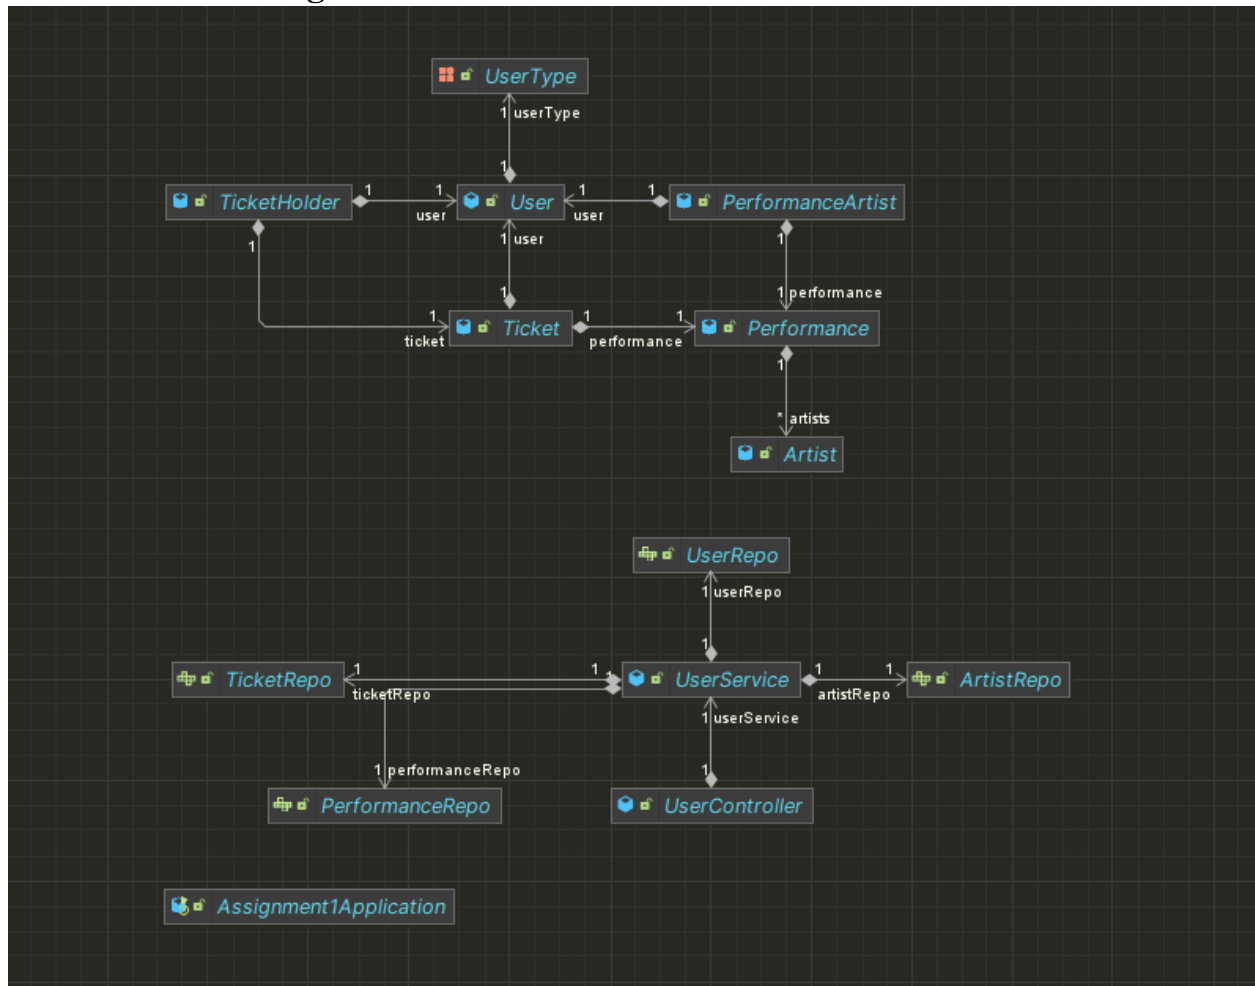 UserType
1 userType
1
TicketHolder
1
1
user
User
1
user
1
PerformanceArtist
1
1 user
1
1
1 performance
1
ticket
Ticket
1
performance
1
Performance
1
* artists
Artist
UserRepo
1 userRepo
1
TicketRepo
1
ticketRepo
1
1
UserService
1
artistRepo
1
ArtistRepo
1 userService
1 performanceRepo
1
PerformanceRepo
UserController
Assignment1Application